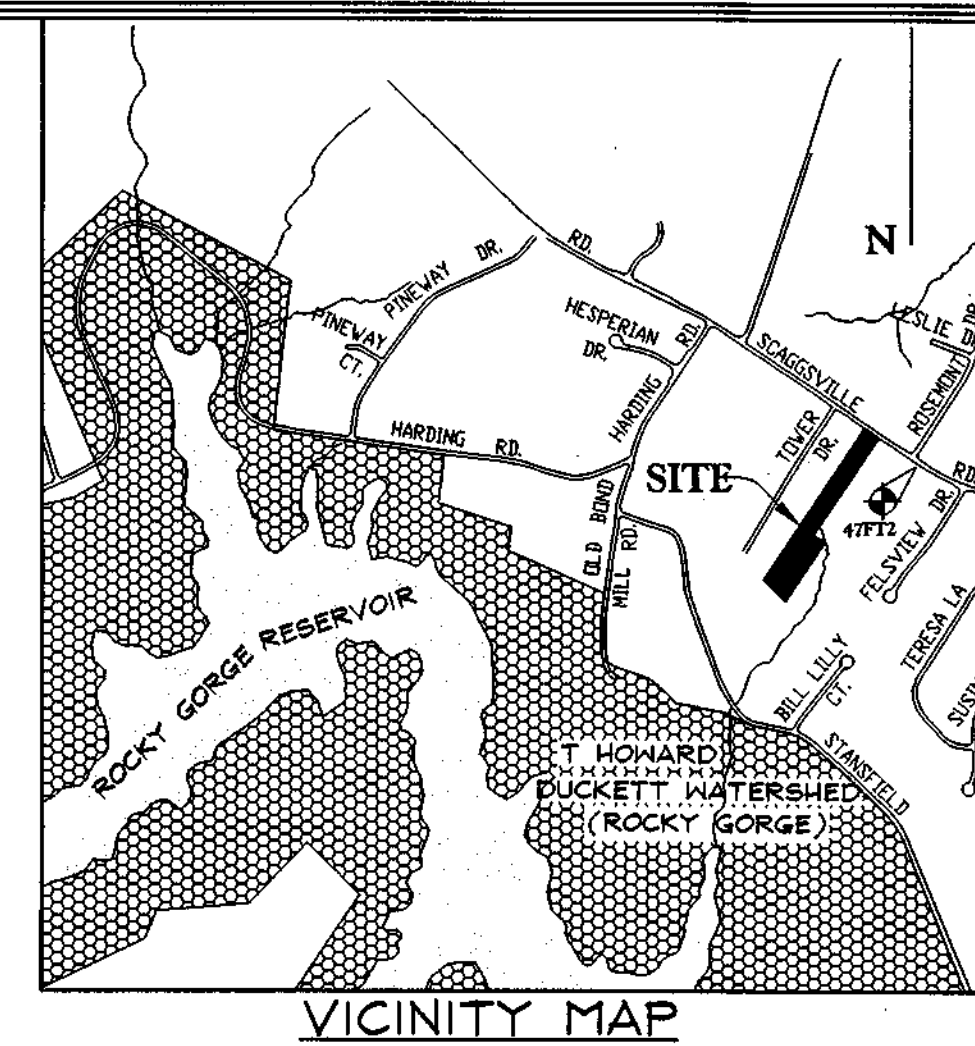 RD.
N
PINEWAY DR.
HESPERIAN
DR.
PINEWAY
CT.
HARDING
RD.
LESLIE
DR.
SCAGGSVILLE
ROSEMONT
RD.
TOWER
DR.
HARDING RD.
SITE
47FT2
FELSVIEW DR.
OLD BOND
MILL RD.
TERESA LA
ROCKY GORGE RESERVOIR
BILL LILLY
CT.
STANSFIELD
T HOWARD
DUCKETT WATERSHED
(ROCKY GORGE)
VICINITY MAP